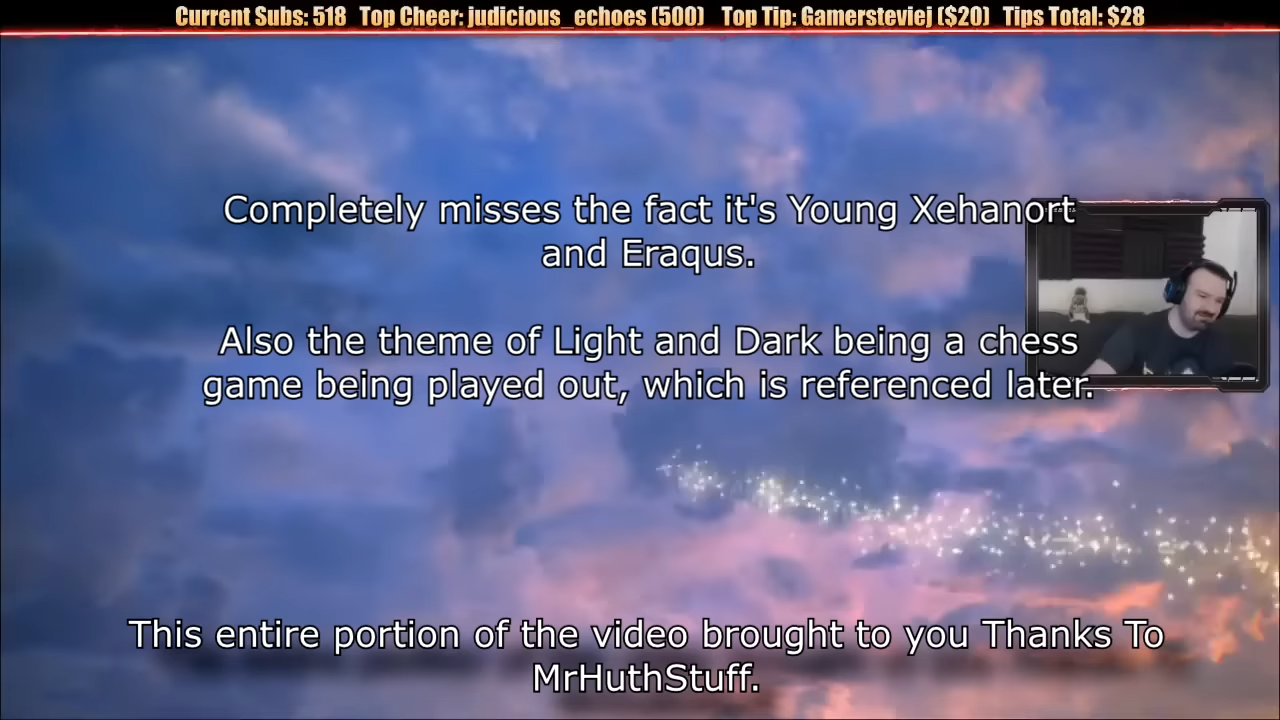 Current Subs: 518 Top Cheer: judicious_echoes (500) Top Tip: Gamersteviej ($20) Tips Total: $28
Completely misses the fact it's Young Xehanort
and Eraqus.
Also the theme of Light and Dark being a chess
game being played out, which is referenced later.
This entire portion of the video brought to you Thanks To
MrHuthStuff.